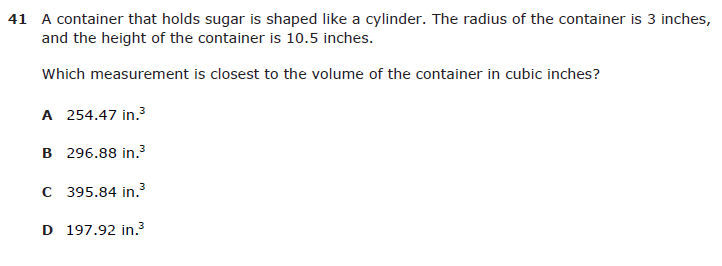 41 A container that holds sugar is shaped like a cylinder. The radius of the container is 3 inches,
and the height of the container is 10.5 inches.
Which measurement is closest to the volume of the container in cubic inches?
A 254.47 in.³
B 296.88 in.³
C 395.84 in.³
D 197.92 in.³